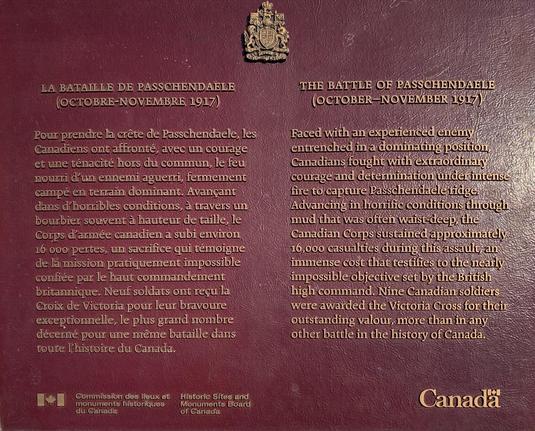 LA BATAILLE DE PASSCHENDAELE
(OCTOBRE-NOVEMBRE 1917)
Pour prendre la crête de Passchendaele, les
Canadiens ont affronté, avec un courage
et une ténacité hors du commun, le feu
nourri d'un ennemi aguerri, fermement
campé en terrain dominant. Avançant
dans d'horribles conditions, à travers un
bourbier souvent à hauteur de taille, le
Corps d'armée canadien a subi environ
16 000 pertes, un sacrifice qui témoigne
de la mission pratiquement impossible
confiée par le haut commandement
britannique. Neuf soldats ont reçu la
Croix de Victoria pour leur bravoure
exceptionnelle, le plus grand nombre
décerné pour une même bataille dans
toute l'histoire du Canada.
THE BATTLE OF PASSCHENDAELE
(OCTOBER–NOVEMBER 1917)
Faced with an experienced enemy
entrenched in a dominating position,
Canadians fought with extraordinary
courage and determination under intense
fire to capture Passchendaele ridge.
Advancing in horrific conditions through
mud that was often waist-deep, the
Canadian Corps sustained approximately
16,000 casualties during this assault, an
immense cost that testifies to the nearly
impossible objective set by the British
high command. Nine Canadian soldiers
were awarded the Victoria Cross for their
outstanding valour, more than in any
other battle in the history of Canada.
Commission des lieux et
monuments historiques
du Canada
Historic Sites and
Monuments Board
of Canada
Canada